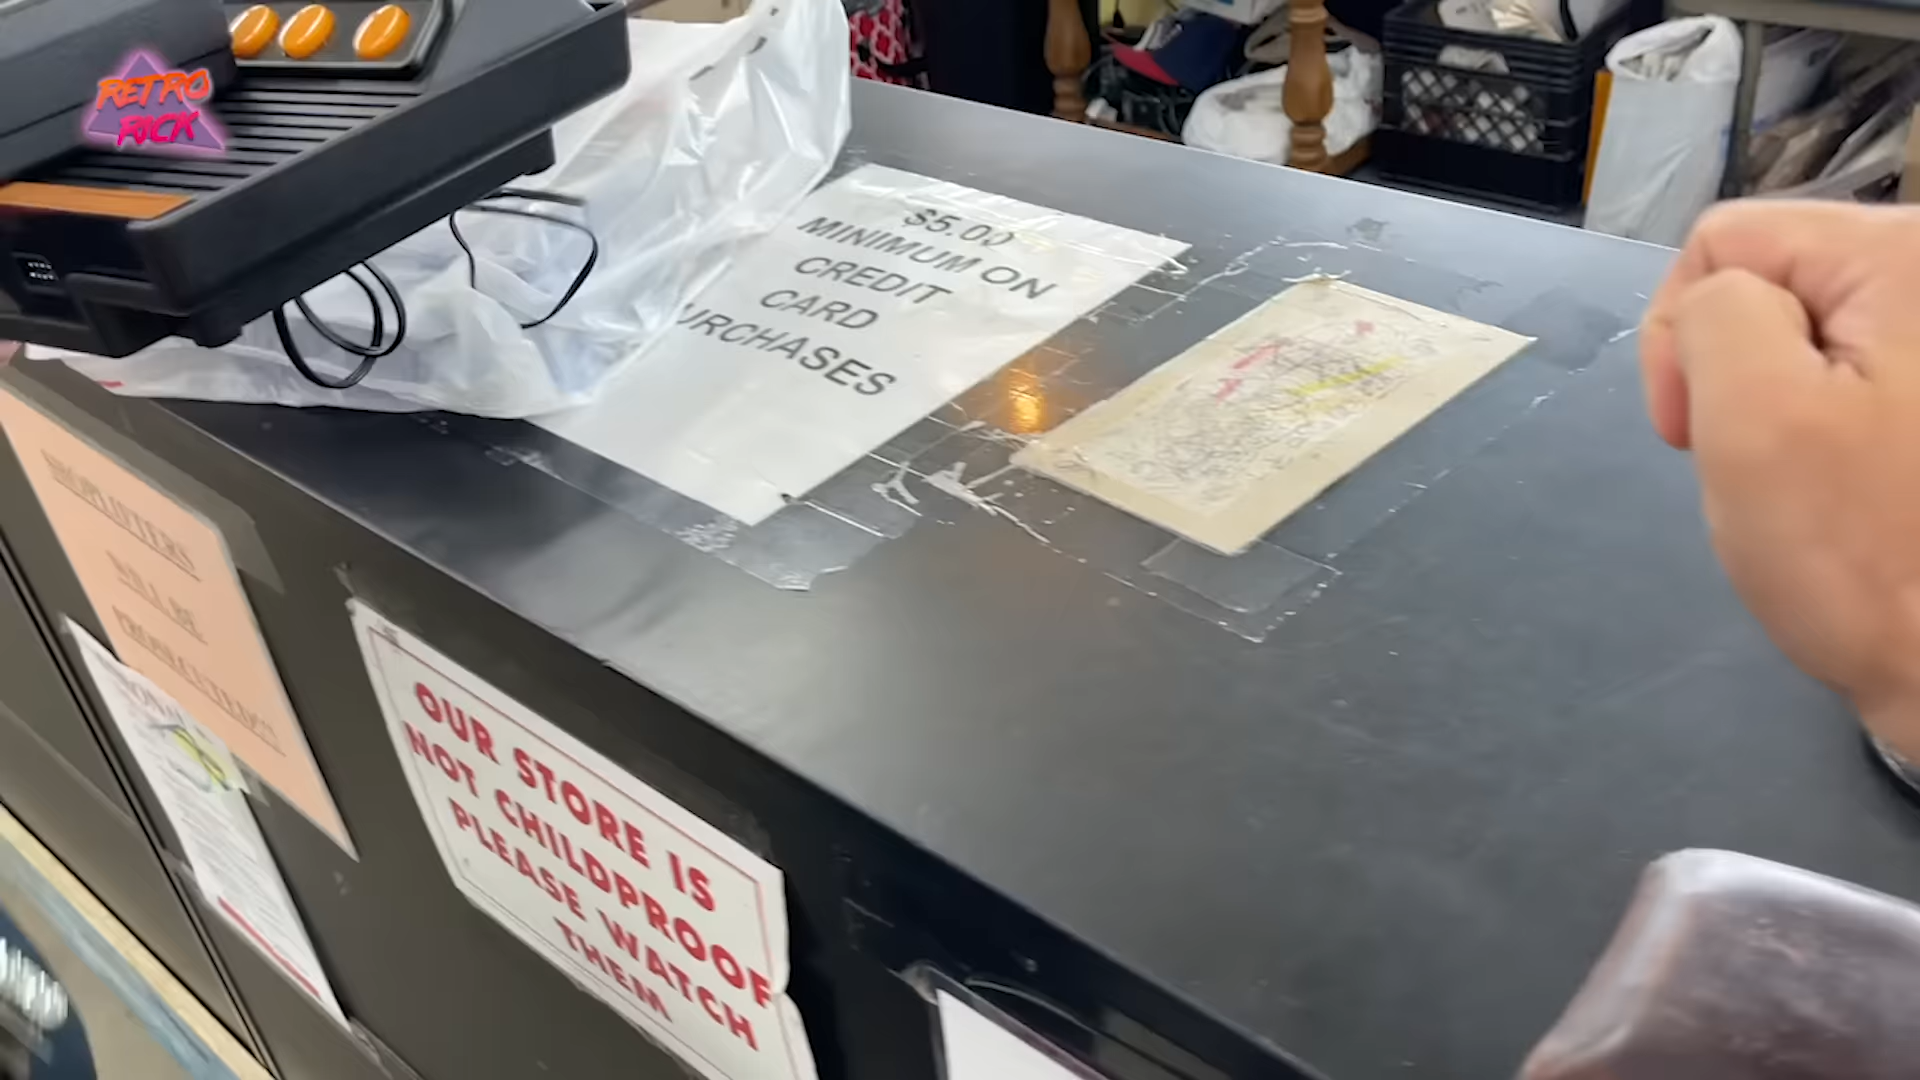 RETRO
RICK
$5.00
MINIMUM ON
CREDIT
CARD
URCHASES
SHOPLIFTERS
WILL BE
PROSECUTED!!
OUR STORE IS
NOT CHILDPROOF
PLEASE WATCH
THEM